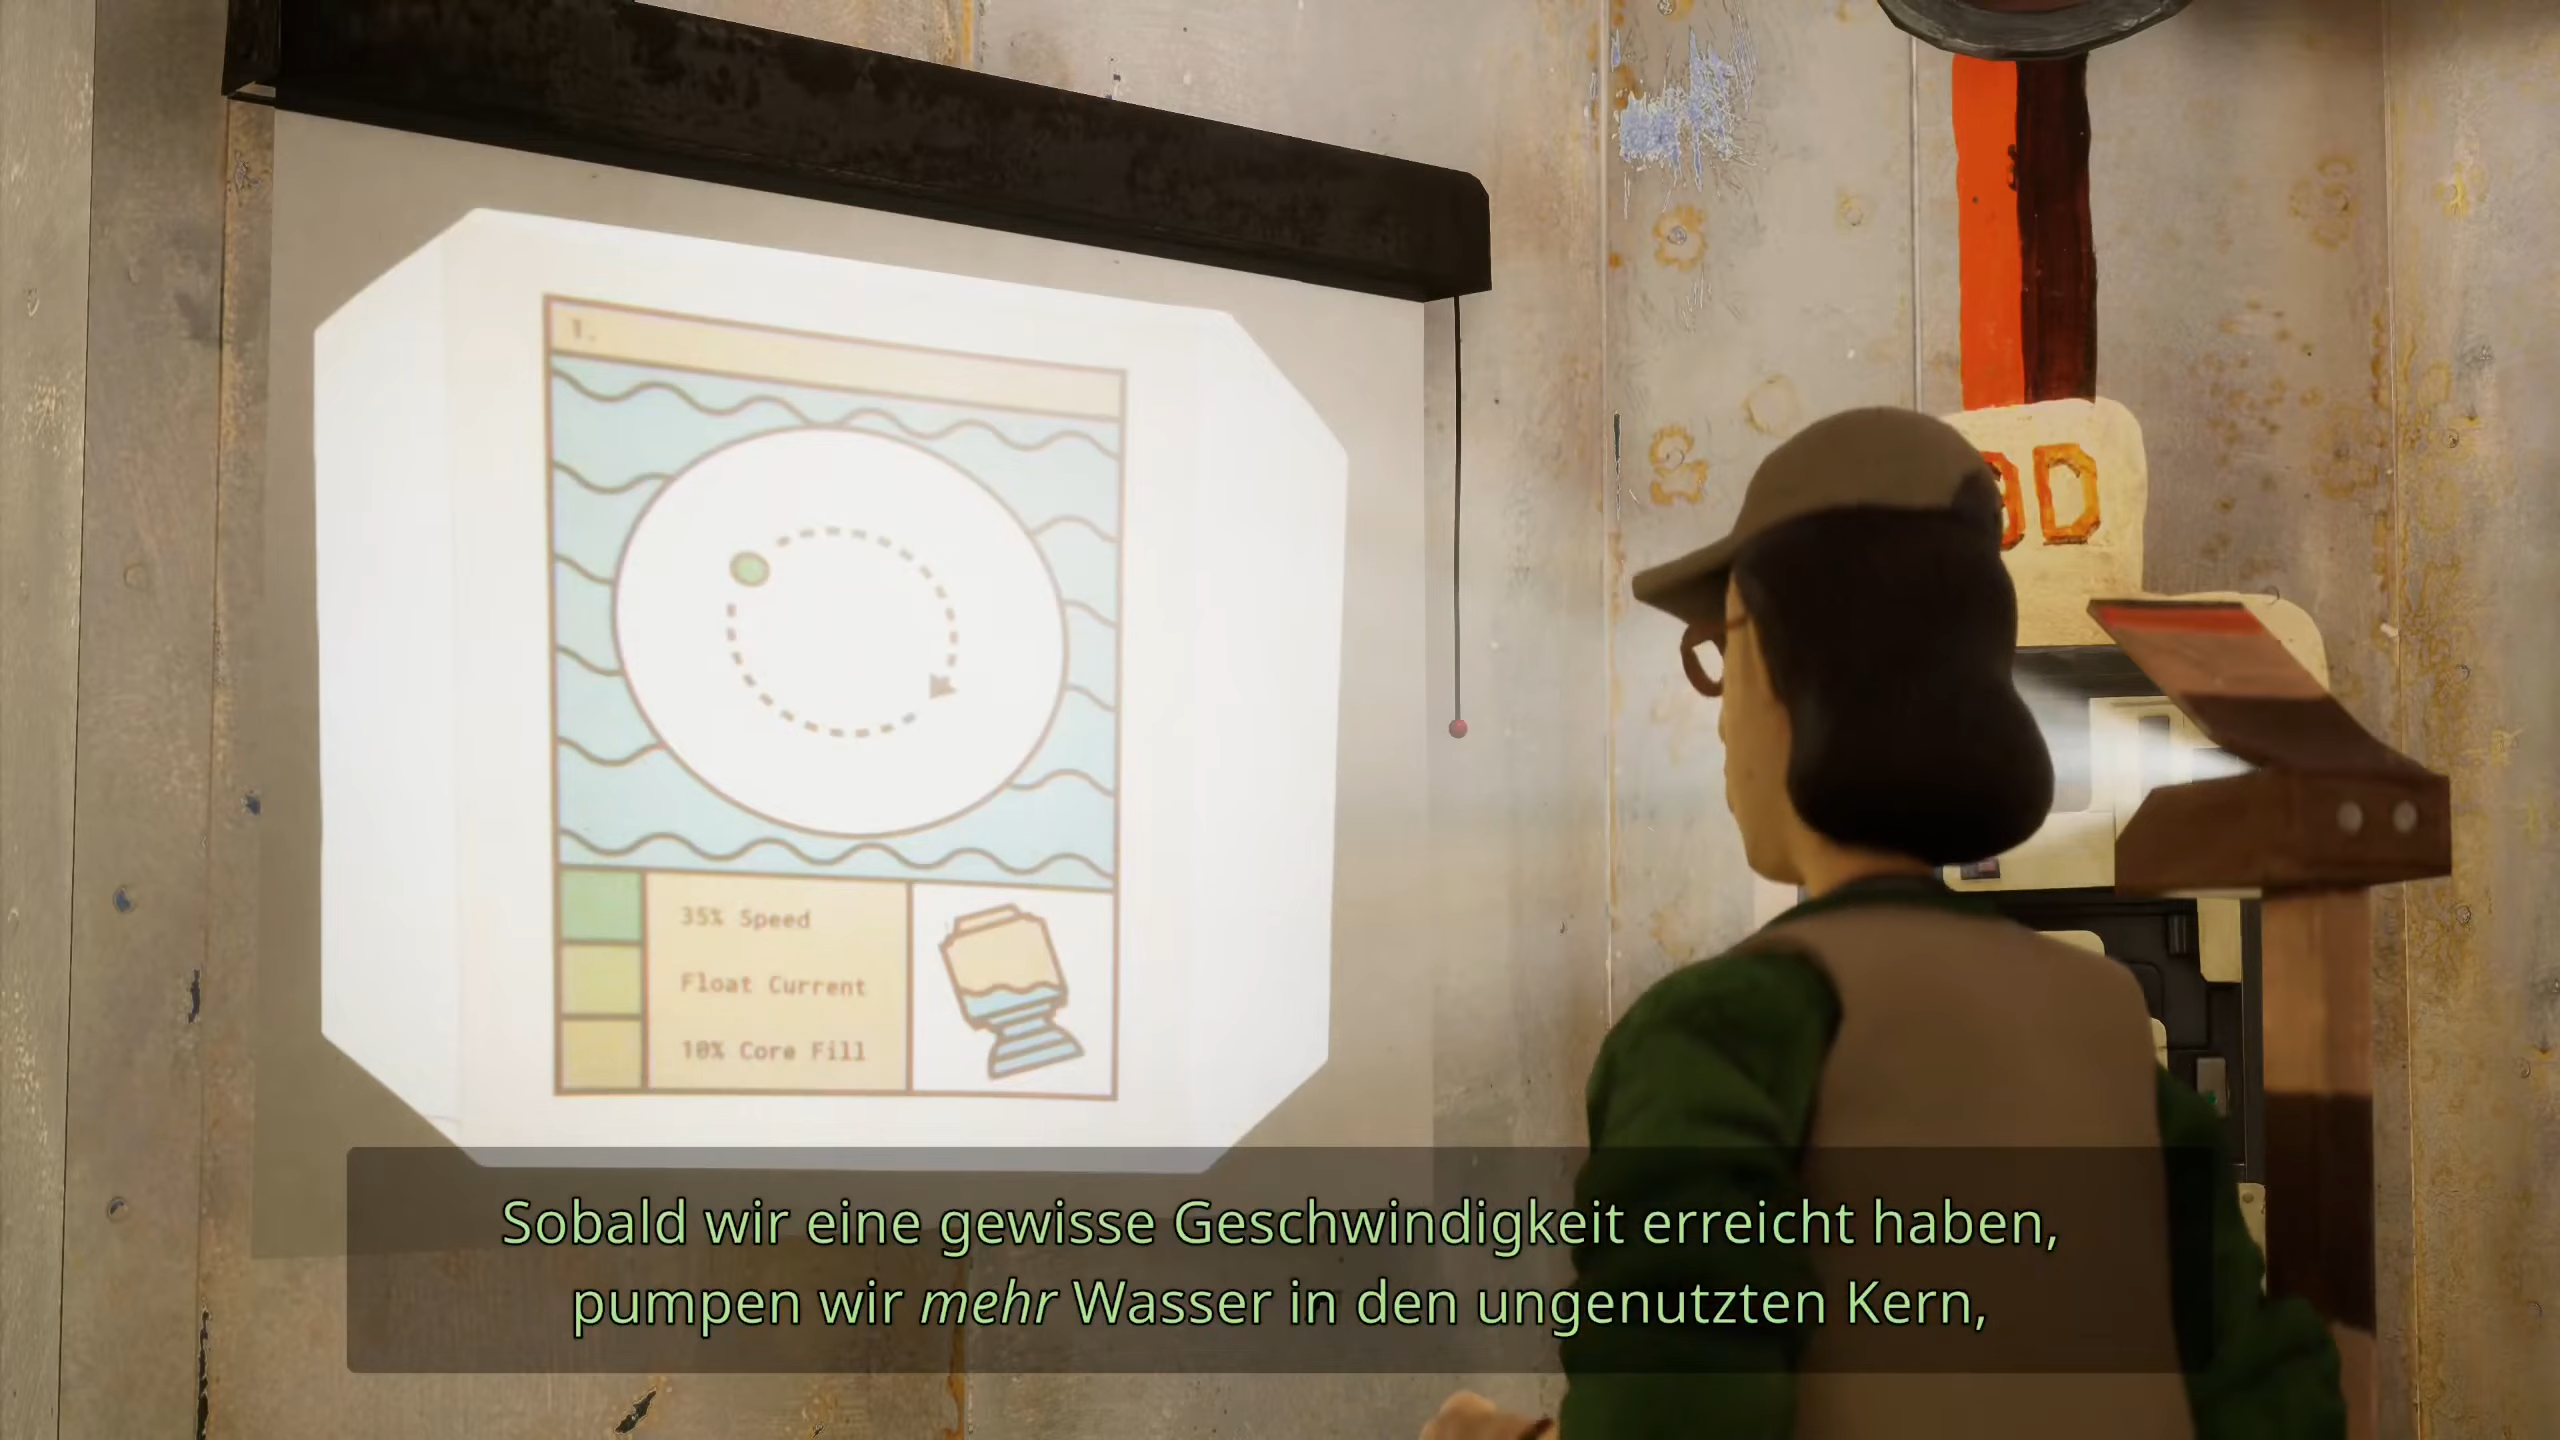 1.
35% Speed
Float Current
10% Core Fill
Sobald wir eine gewisse Geschwindigkeit erreicht haben,
pumpen wir mehr Wasser in den ungenutzten Kern,